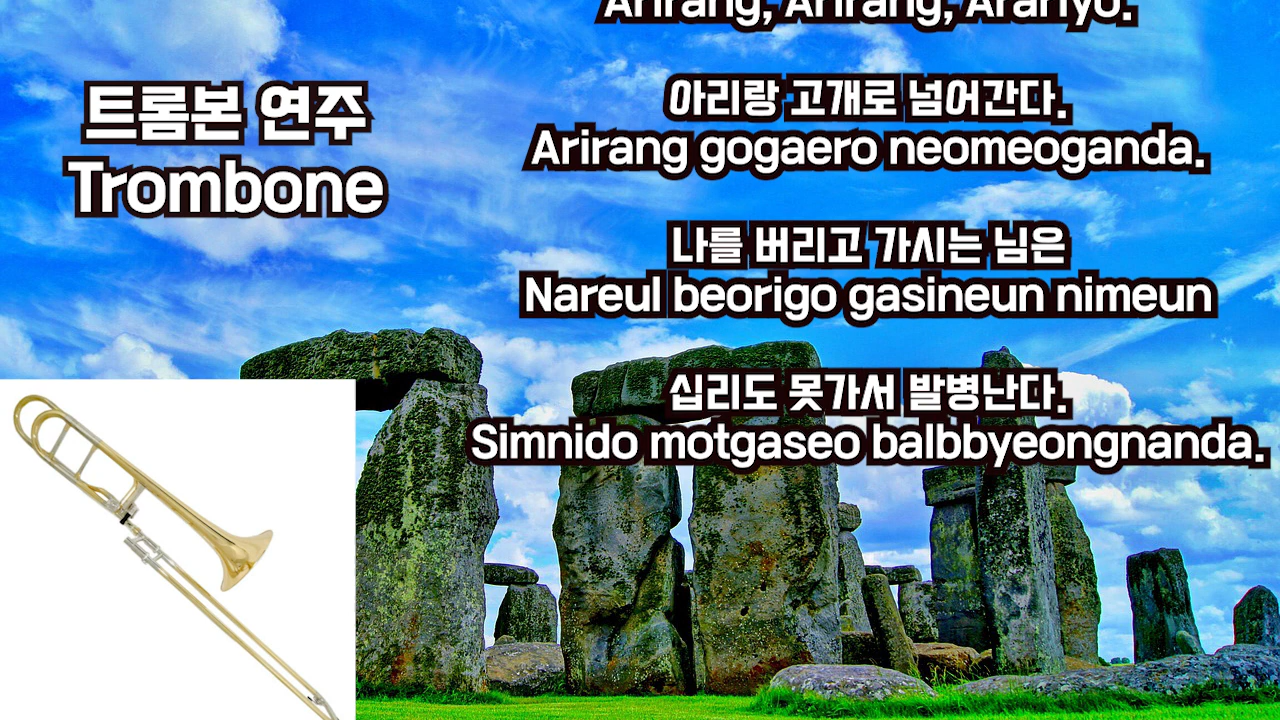 트롬본 연주
Trombone
Arirang, Arirang, Arariyo.
아리랑 고개로 넘어간다.
Arirang gogaero neomeoganda.
나를 버리고 가시는 님은
Nareul beorigo gasineun nimeun
십리도 못가서 발병난다.
Simnido motgaseo balbbyeongnanda.